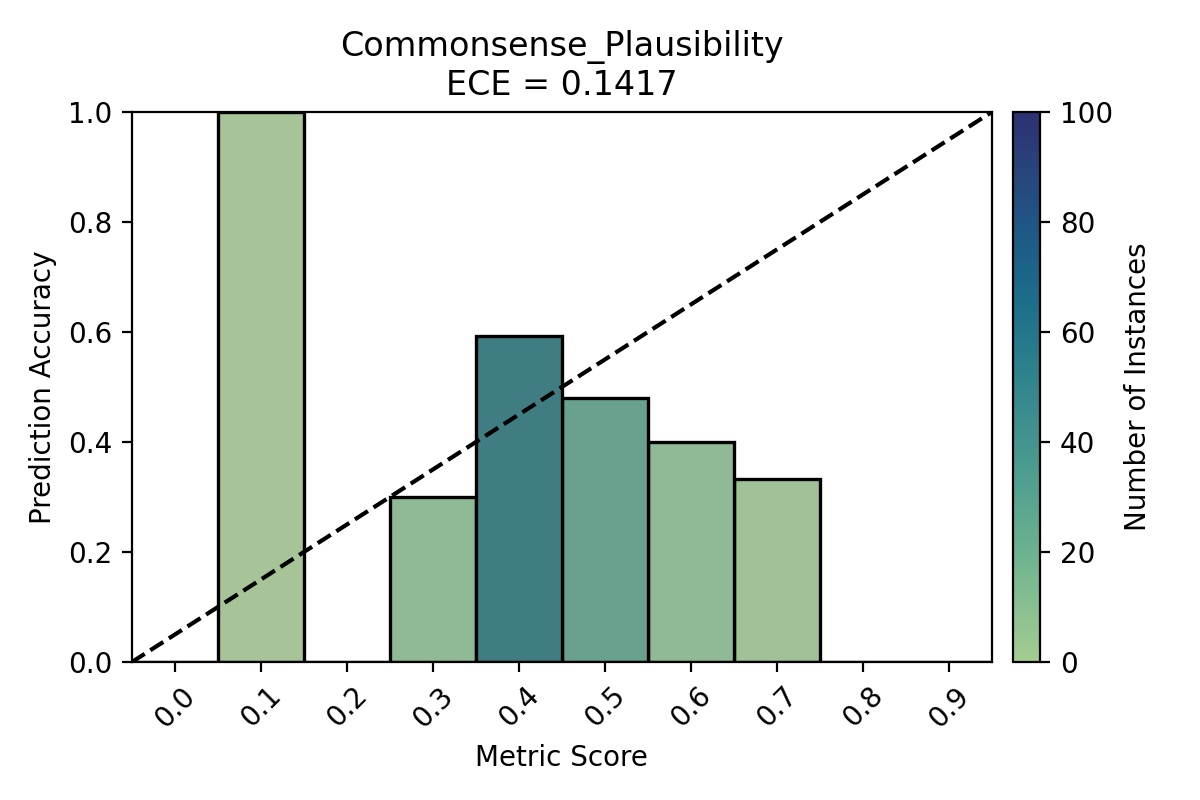 Commonsense_Plausibility
ECE = 0.1417
1.0
0.8
0.6
0.4
0.2
0.0
Prediction Accuracy
0.0 0.1 0.2 0.3 0.4 0.5 0.6 0.7 0.8 0.9
Metric Score
100
80
60
40
20
0
Number of Instances